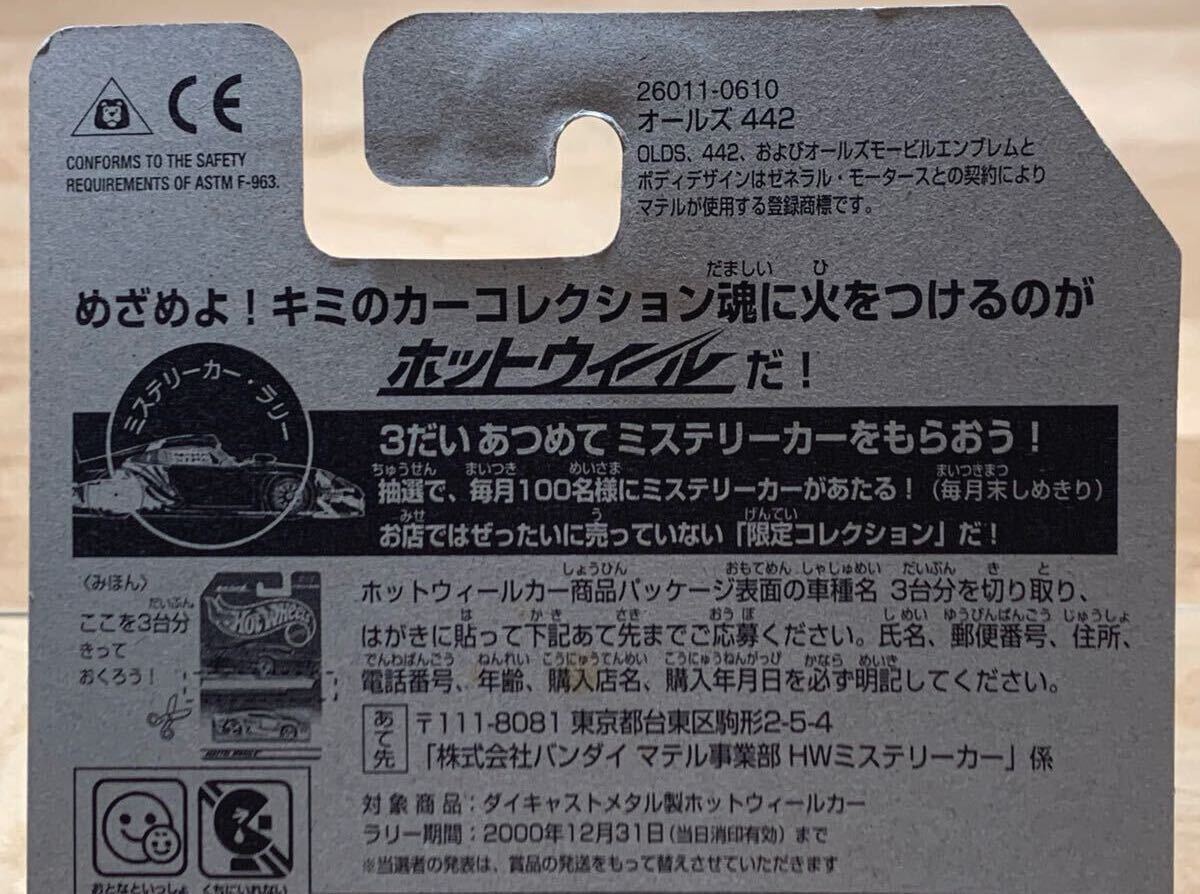 CE
CONFORMS TO THE SAFETY
REQUIREMENTS OF ASTM F-963.
26011-0610
オールズ 442
OLDS、442、およびオールズモービルエンブレムと
ボディデザインはゼネラル・モータースとの契約により
マテルが使用する登録商標です。
だましい ひ
めざめよ!キミのカーコレクション魂に火をつけるのが
ホットウィールだ!
ミステリーカー・ラリー
3だい あつめて ミステリーカーをもらおう!
ちゅうせん まいつき めいさま まいつきまつ
抽選で、毎月100名様にミステリーカーがあたる!(毎月末しめきり)
みせ う げんてい
お店ではぜったいに売っていない「限定コレクション」だ!
〈みほん〉
だいぶん
ここを3台分
きって
おくろう!
HOT WHEELS
しょうひん おもてめん しゃしゅめい だいぶん き と
ホットウィールカー商品パッケージ表面の車種名 3台分を切り取り、
は か き さき おうぼ しめい ゆうびんばんごう じゅうしょ
はがきに貼って下記あて先までご応募ください。氏名、郵便番号、住所、
でんわばんごう ねんれい こうにゅうてんめい こうにゅうねんがっぴ かなら めいき
電話番号、年齢、購入店名、購入年月日を必ず明記してください。
あて先
〒111-8081 東京都台東区駒形2-5-4
「株式会社バンダイ マテル事業部 HWミステリーカー」係
対象商品:ダイキャストメタル製ホットウィールカー
ラリー期間:2000年12月31日(当日消印有効)まで
※当選者の発表は、賞品の発送をもって替えさせていただきます
おとなといっしょ くちにいれない